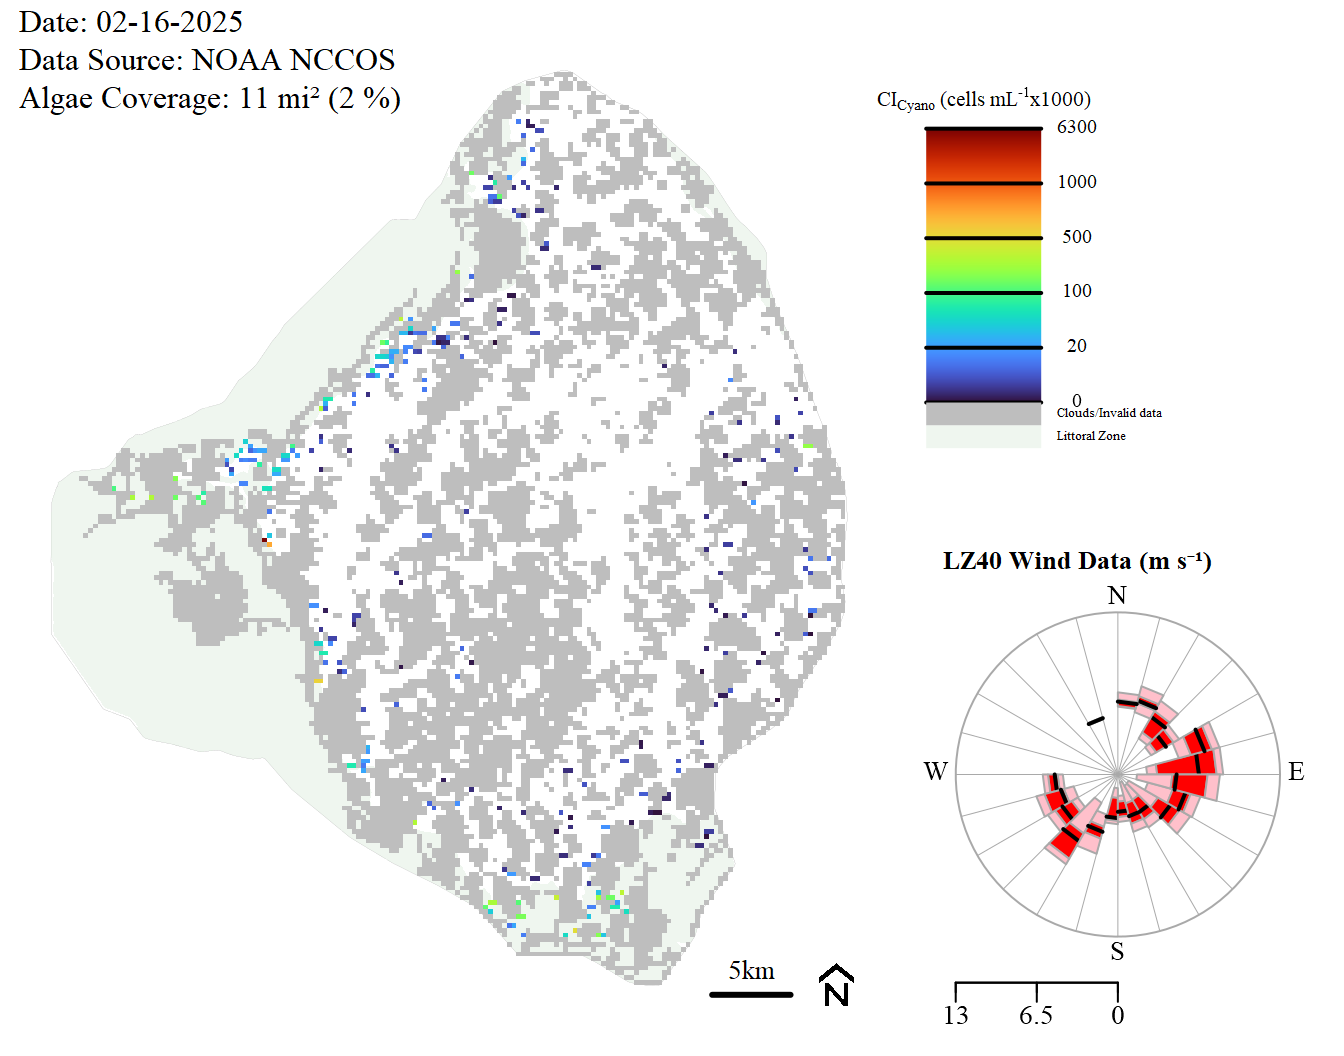 Date: 02-16-2025
Data Source: NOAA NCCOS
Algae Coverage: 11 mi² (2 %)
CI_Cyano (cells mL⁻¹x1000)
6300
1000
500
100
20
0
Clouds/Invalid data
Littoral Zone
LZ40 Wind Data (m s⁻¹)
N
W
E
S
5km
N
13 6.5 0